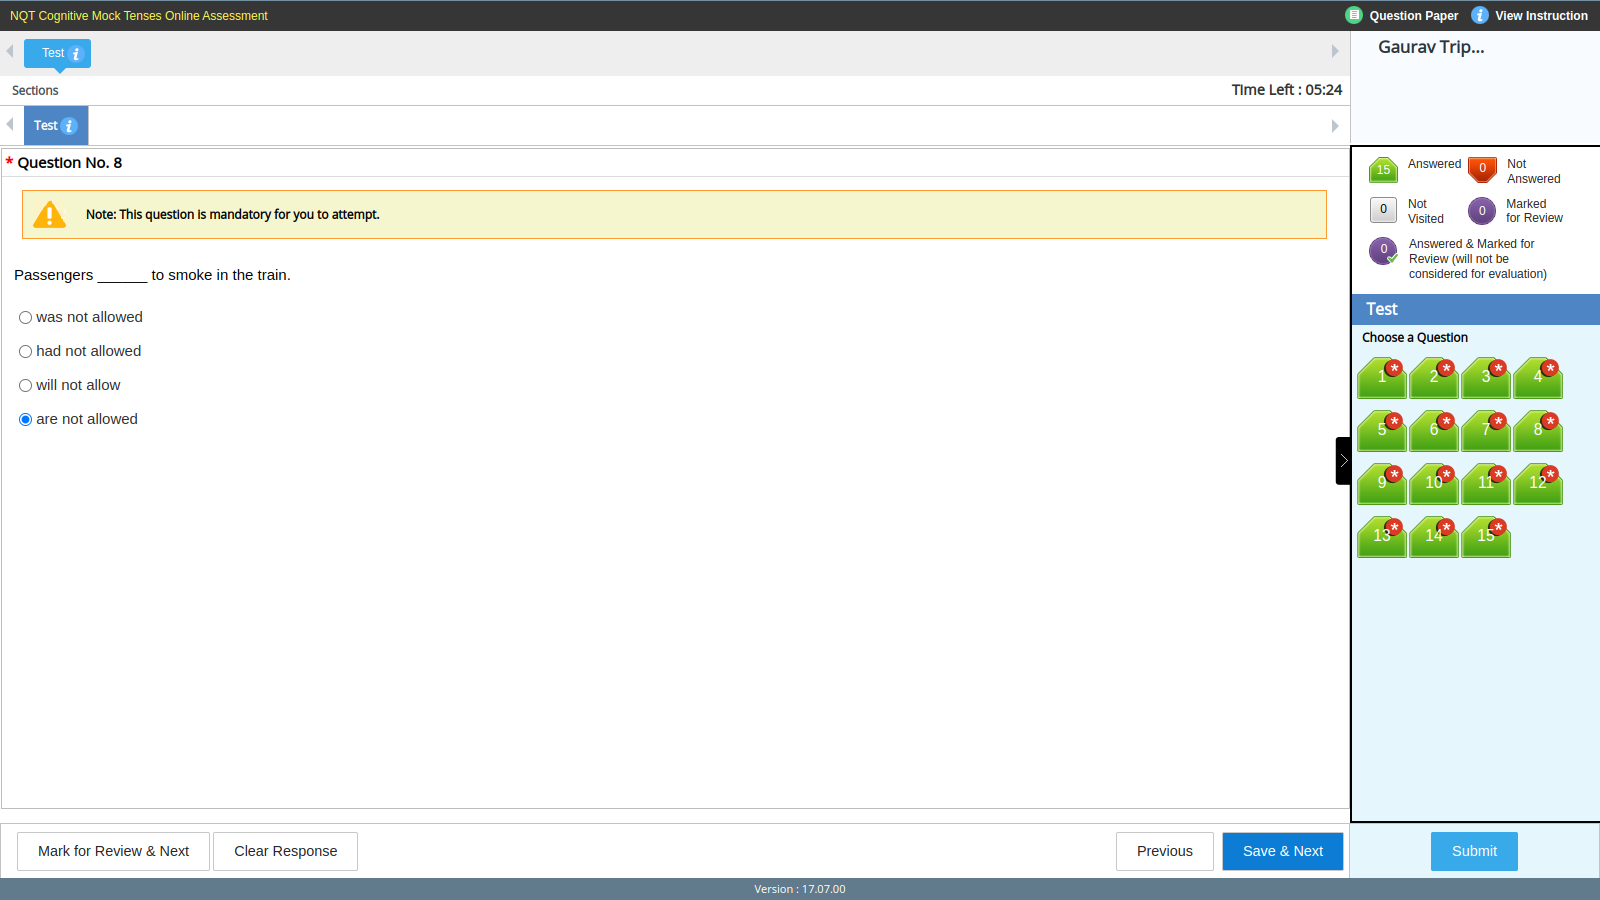 NQT Cognitive Mock Tenses Online Assessment
Question Paper
View Instruction
Test
Gaurav Trip...
Sections
Time Left : 05:24
Test
* Question No. 8
Note: This question is mandatory for you to attempt.
Passengers ______ to smoke in the train.
was not allowed
had not allowed
will not allow
are not allowed
15 Answered
0 Not Answered
0 Not Visited
0 Marked for Review
0 Answered & Marked for
Review (will not be
considered for evaluation)
Test
Choose a Question
1* 2* 3* 4*
5* 6* 7* 8*
9* 10* 11* 12*
13* 14* 15*
Mark for Review & Next
Clear Response
Previous
Save & Next
Submit
Version : 17.07.00